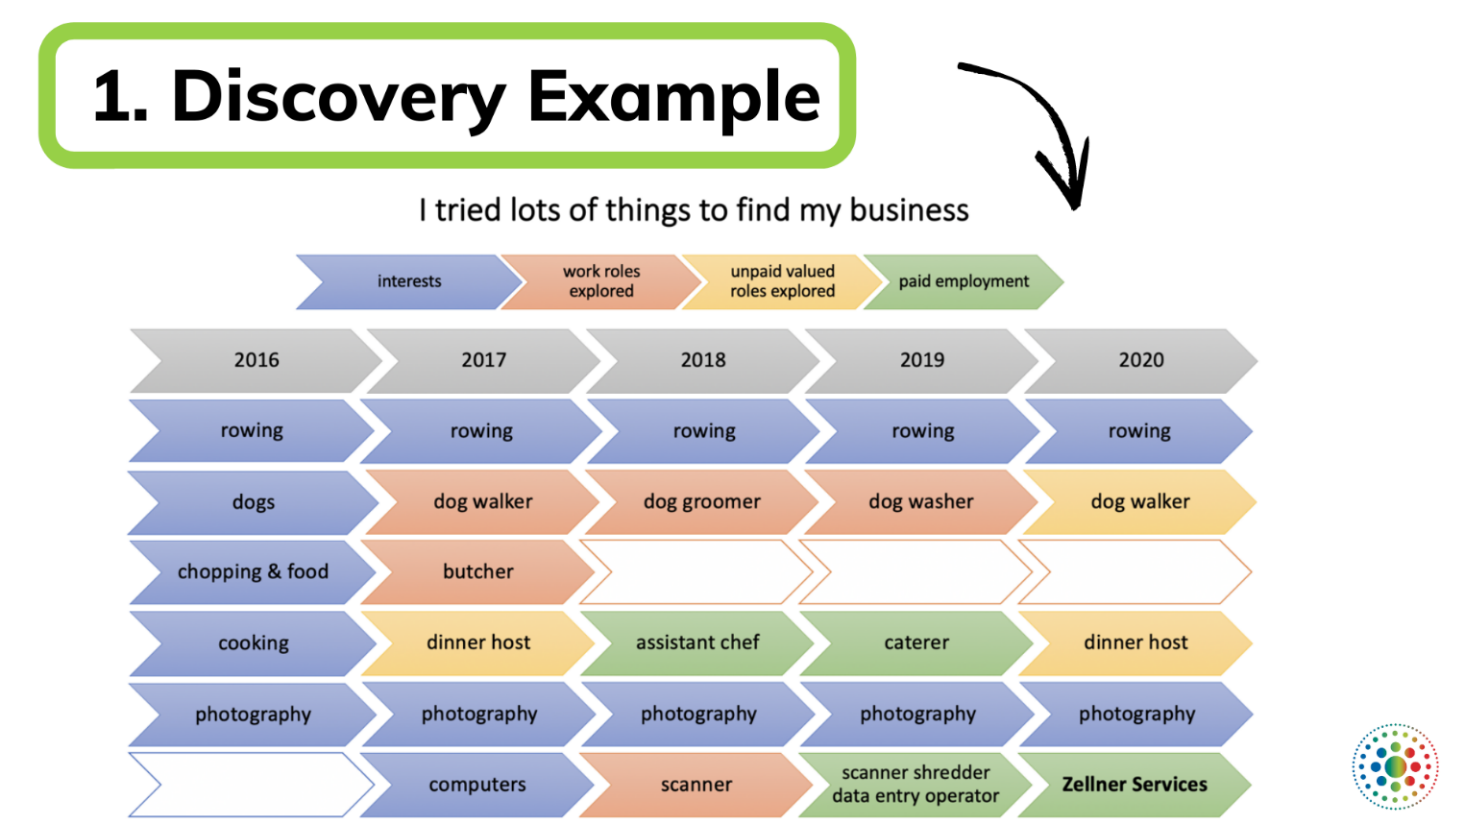 1. Discovery Example
I tried lots of things to find my business
interests
work roles
explored
unpaid valued
roles explored
paid employment
2016
2017
2018
2019
2020
rowing
rowing
rowing
rowing
rowing
dogs
dog walker
dog groomer
dog washer
dog walker
chopping & food
butcher
cooking
dinner host
assistant chef
caterer
dinner host
photography
photography
photography
photography
photography
computers
scanner
scanner shredder
data entry operator
Zellner Services